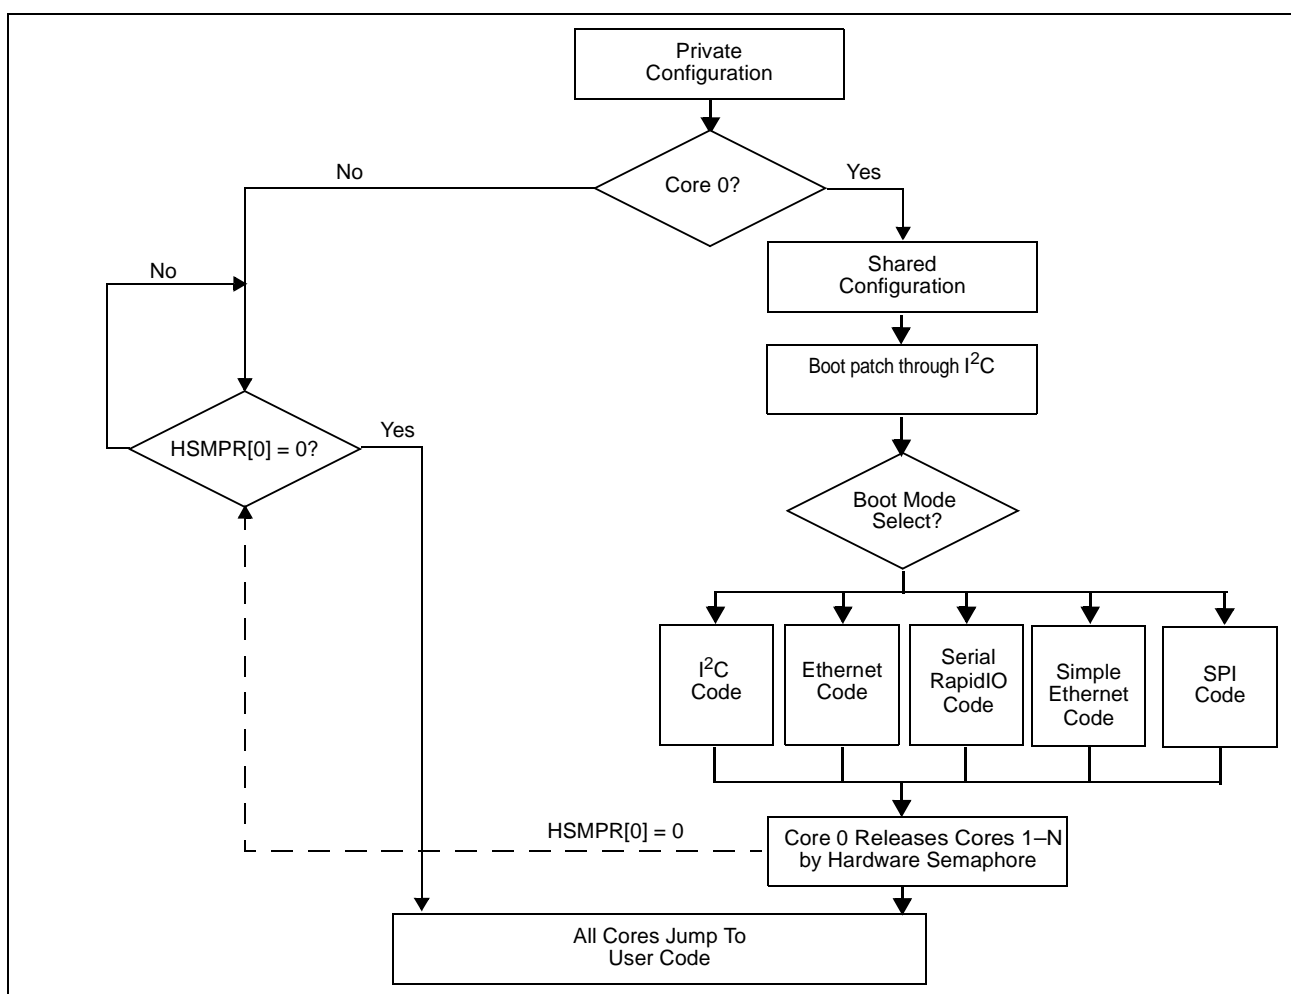 Private
Configuration
No
Core 0?
Yes
No
Shared
Configuration
Boot patch through I²C
HSMPR[0] = 0?
Yes
Boot Mode
Select?
I²C
Code
Ethernet
Code
Serial
RapidIO
Code
Simple
Ethernet
Code
SPI
Code
HSMPR[0] = 0
Core 0 Releases Cores 1–N
by Hardware Semaphore
All Cores Jump To
User Code